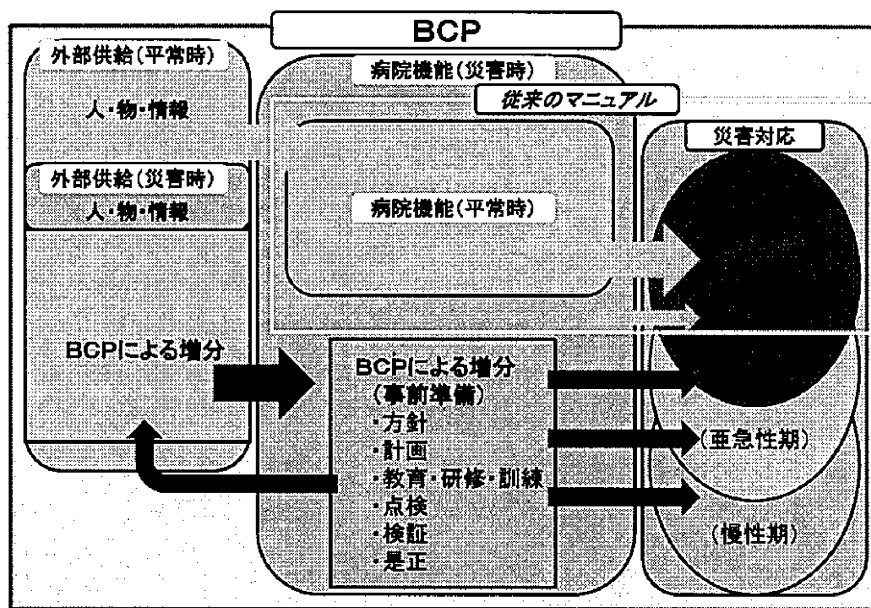 BCP
外部供給(平常時)
人・物・情報
外部供給(災害時)
人・物・情報
BCPによる増分
病院機能(災害時)
従来のマニュアル
病院機能(平常時)
BCPによる増分
(事前準備)
・方針
・計画
・教育・研修・訓練
・点検
・検証
・是正
災害対応
(亜急性期)
(慢性期)